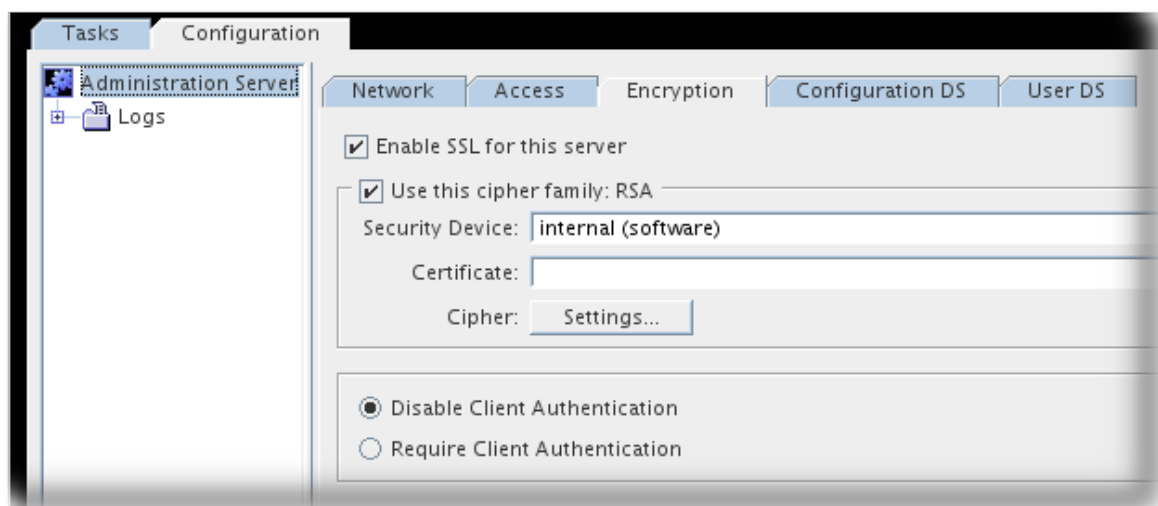 Tasks Configuration
Administration Server
Logs
Network Access Encryption Configuration DS User DS
Enable SSL for this server
Use this cipher family: RSA
Security Device: internal (software)
Certificate:
Cipher: Settings...
Disable Client Authentication
Require Client Authentication